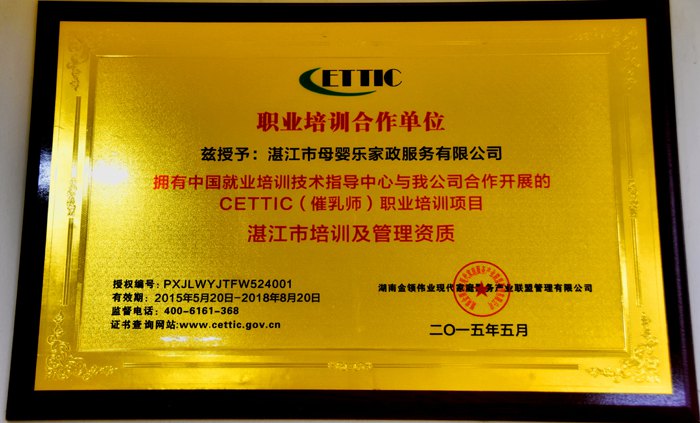 CETTIC
职业培训合作单位
兹授予：湛江市母婴乐家政服务有限公司
拥有中国就业培训技术指导中心与我公司合作开展的
CETTIC（催乳师）职业培训项目
湛江市培训及管理资质
授权编号：PXJLWYJTFW524001
有效期：2015年5月20日-2018年8月20日
监督电话：400-6161-368
证书查询网站:www.cettic.gov.cn
湖南金领伟业现代家庭服务产业联盟管理有限公司
二〇一五年五月